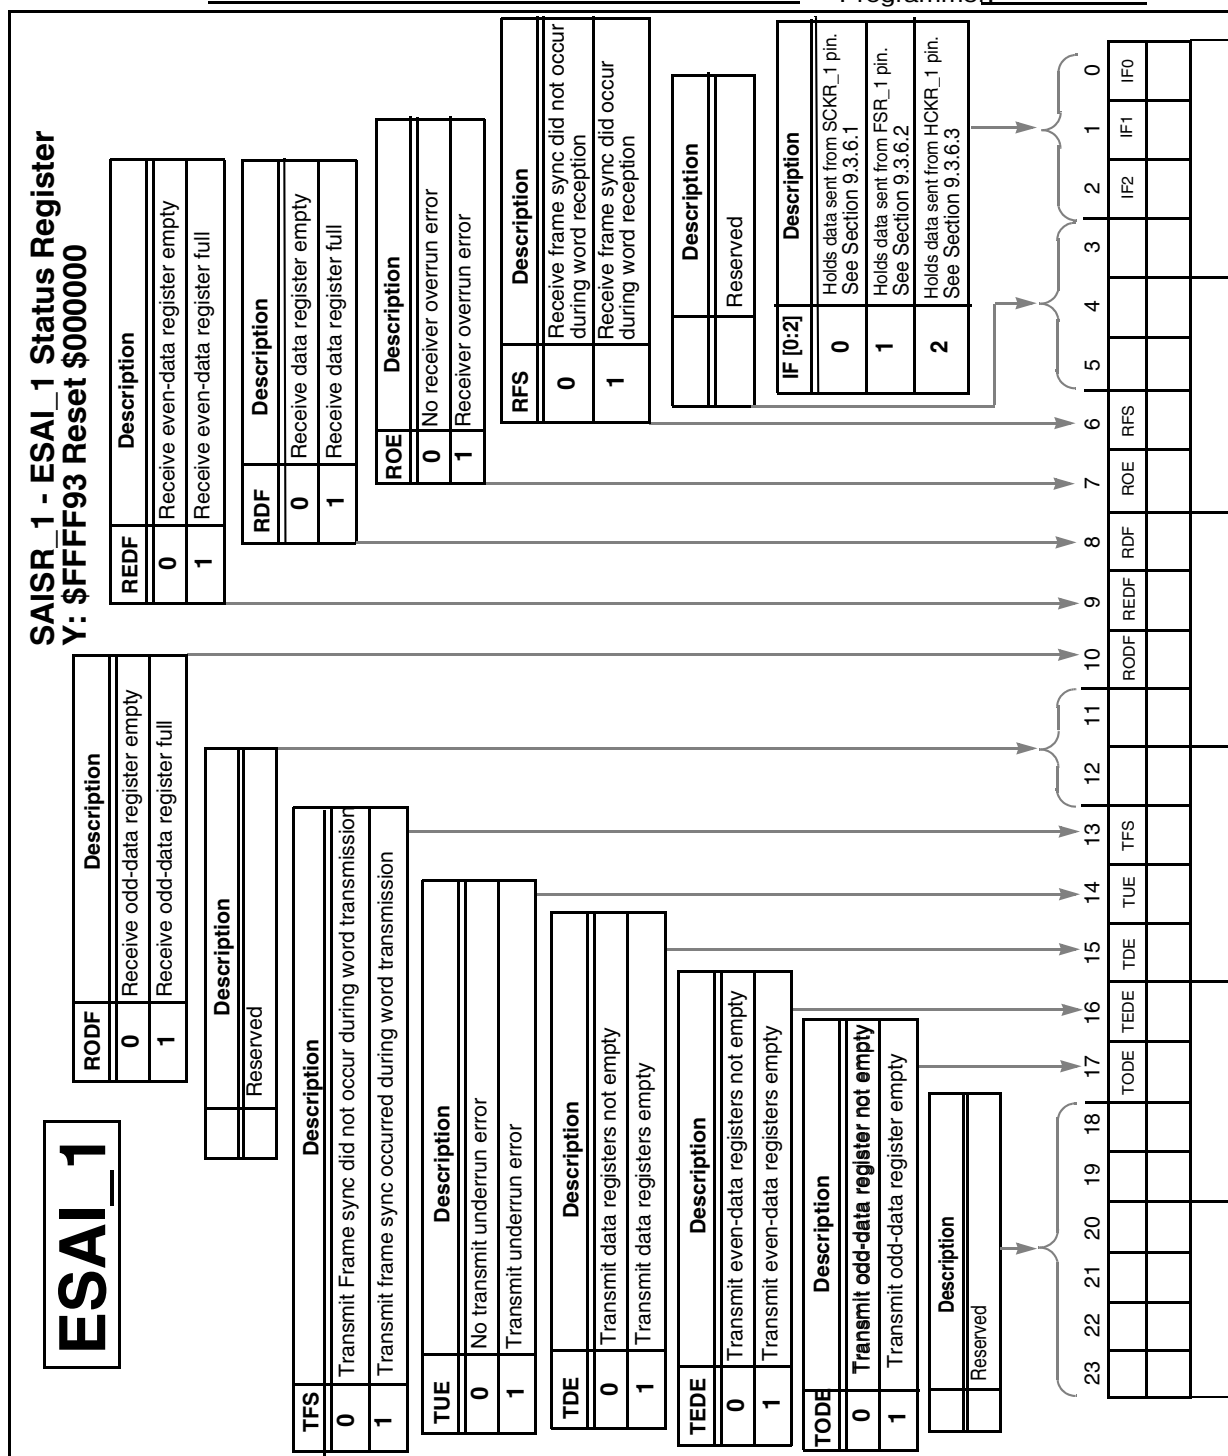 Programmer:
ESAI_1
SAISR_1 - ESAI_1 Status Register
Y: $FFFF93 Reset $000000
RODF Description
0 Receive odd-data register empty
1 Receive odd-data register full
REDF Description
0 Receive even-data register empty
1 Receive even-data register full
Description
Reserved
RDF Description
0 Receive data register empty
1 Receive data register full
TFS Description
0 Transmit Frame sync did not occur during word transmission
1 Transmit frame sync occurred during word transmission
ROE Description
0 No receiver overrun error
1 Receiver overrun error
TUE Description
0 No transmit underrun error
1 Transmit underrun error
RFS Description
0 Receive frame sync did not occur
during word reception
1 Receive frame sync did occur
during word reception
TDE Description
0 Transmit data registers not empty
1 Transmit data registers empty
Description
Reserved
TEDE Description
0 Transmit even-data registers not empty
1 Transmit even-data registers empty
IF [0:2] Description
0 Holds data sent from SCKR_1 pin.
See Section 9.3.6.1
1 Holds data sent from FSR_1 pin.
See Section 9.3.6.2
2 Holds data sent from HCKR_1 pin.
See Section 9.3.6.3
TODE Description
0 Transmit odd-data register not empty
1 Transmit odd-data register empty
Description
Reserved
23 22 21 20 19 18 17 16 15 14 13 12 11 10 9 8 7 6 5 4 3 2 1 0
TODE TEDE TDE TUE TFS RODF REDF RDF ROE RFS IF2 IF1 IF0